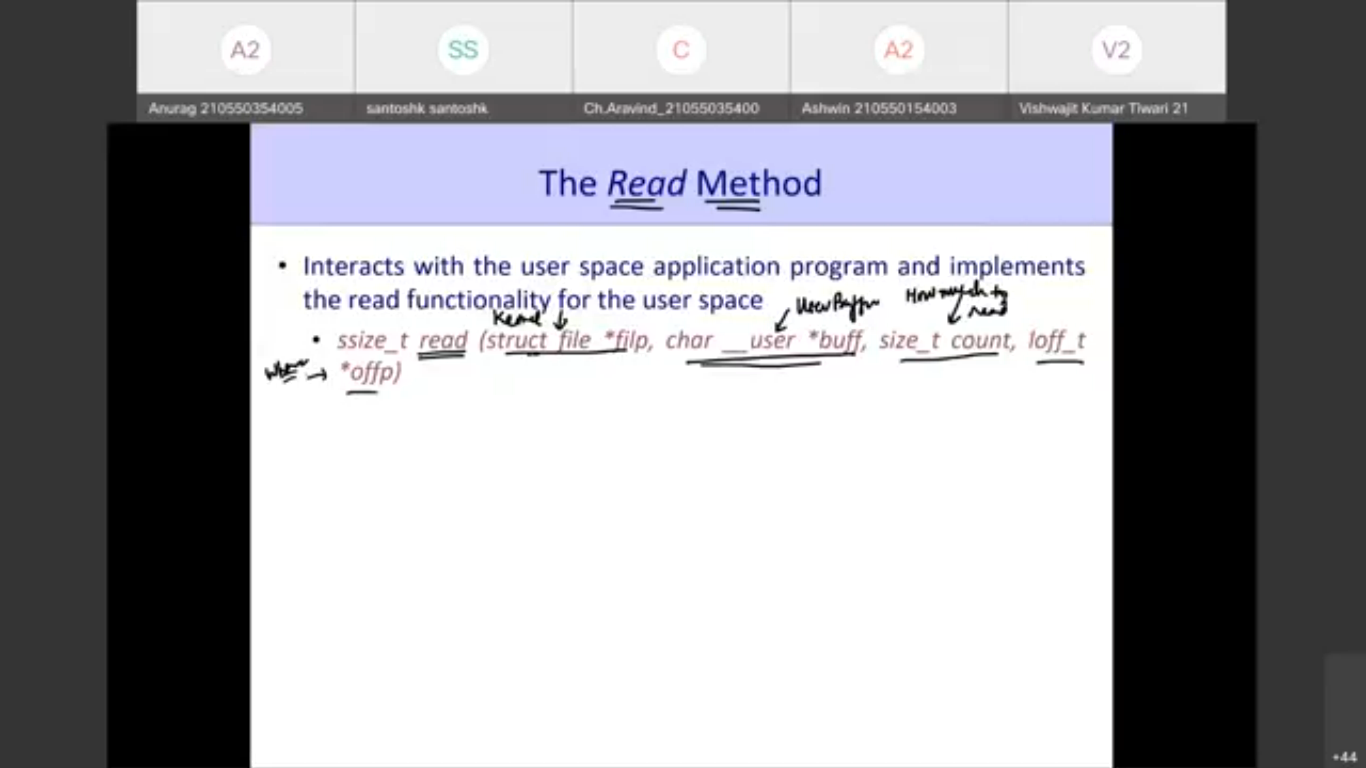 A2
SS
C
A2
V2
Anurag 210550354005
santoshk santoshk
Ch.Aravind_21055035400
Ashwin 210550154003
Vishwajit Kumar Tiwari 21
The Read Method
• Interacts with the user space application program and implements
the read functionality for the user space
User Buffer
How much to
read
Kernel
• ssize_t read (struct file *filp, char __user *buff, size_t count, loff_t
*offp)
+44